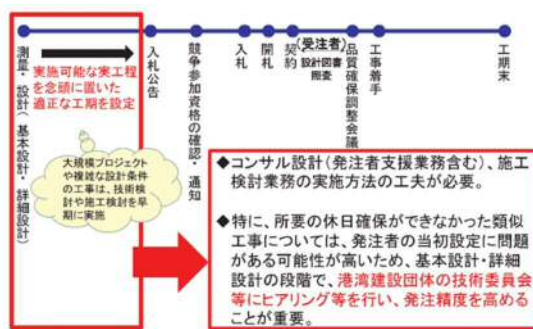 測量・設計(基本設計・詳細設計)
実施可能な実工程
を念頭に置いた
適正な工期を設定
入札公告
競争参加資格の確認・通知
入札
開札
契約
(受注者)
設計図書
照査
品質確保調整会議
工事着手
工期末
大規模プロジェクト
や複雑な設計条件
の工事は、技術検
討や施工検討を早
期に実施
◆コンサル設計(発注者支援業務含む)、施工
検討業務の実施方法の工夫が必要。
◆特に、所要の休日確保ができなかった類似
工事については、発注者の当初設定に問題
がある可能性が高いため、基本設計・詳細
設計の段階で、港湾建設団体の技術委員会
等にヒアリング等を行い、発注精度を高める
ことが重要。